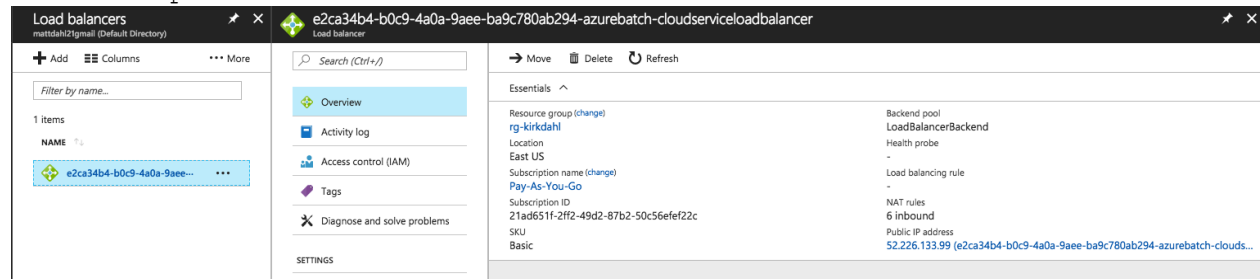 Load balancers
mattdahl21gmail (Default Directory)
Add Columns ••• More
Filter by name...
1 items
NAME
e2ca34b4-b0c9-4a0a-9aee-··· •••
e2ca34b4-b0c9-4a0a-9aee-ba9c780ab294-azurebatch-cloudserviceloadbalancer
Load balancer
Search (Ctrl+/)
Overview
Activity log
Access control (IAM)
Tags
Diagnose and solve problems
SETTINGS
Move Delete Refresh
Essentials
Resource group (change)
rg-kirkdahl
Location
East US
Subscription name (change)
Pay-As-You-Go
Subscription ID
21ad651f-2ff2-49d2-87b2-50c56efef22c
SKU
Basic
Backend pool
LoadBalancerBackend
Health probe
-
Load balancing rule
-
NAT rules
6 inbound
Public IP address
52.226.133.99 (e2ca34b4-b0c9-4a0a-9aee-ba9c780ab294-azurebatch-clouds...